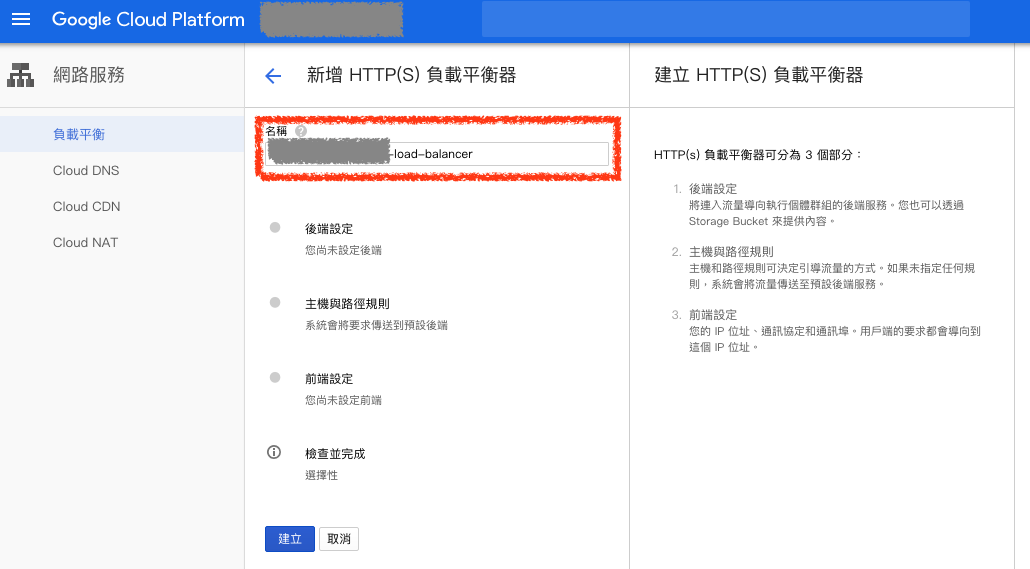 Google Cloud Platform
網路服務
負載平衡
Cloud DNS
Cloud CDN
Cloud NAT
新增 HTTP(S) 負載平衡器
名稱 ?
-load-balancer
後端設定
您尚未設定後端
主機與路徑規則
系統會將要求傳送到預設後端
前端設定
您尚未設定前端
檢查並完成
選擇性
建立 取消
建立 HTTP(S) 負載平衡器
HTTP(s) 負載平衡器可分為 3 個部分：
1. 後端設定
將連入流量導向執行個體群組的後端服務。您也可以透過
Storage Bucket 來提供內容。
2. 主機與路徑規則
主機和路徑規則可決定引導流量的方式。如果未指定任何規
則，系統會將流量傳送至預設後端服務。
3. 前端設定
您的 IP 位址、通訊協定和通訊埠。用戶端的要求都會導向到
這個 IP 位址。